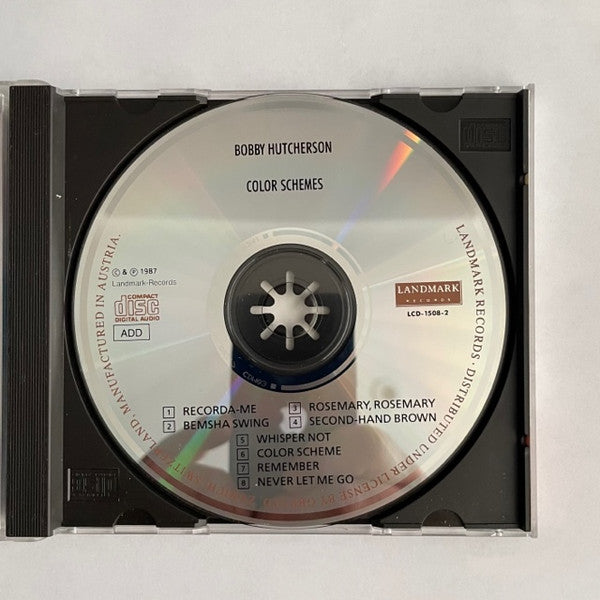 BOBBY HUTCHERSON
COLOR SCHEMES
© & ℗ 1987
Landmark-Records
COMPACT
disc
DIGITAL AUDIO
ADD
LANDMARK
RECORDS
LCD-1508-2
1 RECORDA-ME
2 BEMSHA SWING
3 ROSEMARY, ROSEMARY
4 SECOND-HAND BROWN
5 WHISPER NOT
6 COLOR SCHEME
7 REMEMBER
8 NEVER LET ME GO
LANDMARK RECORDS · DISTRIBUTED UNDER LICENSE BY
LAND, MANUFACTURED IN AUSTRIA.